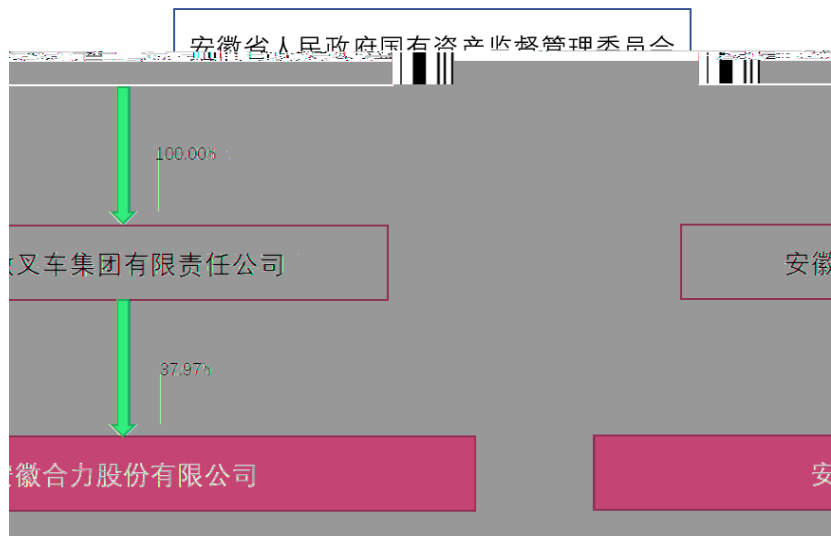 安徽省人民政府国有资产监督管理委员会
100.00%
叉车集团有限责任公司
安徽
37.97%
徽合力股份有限公司
安